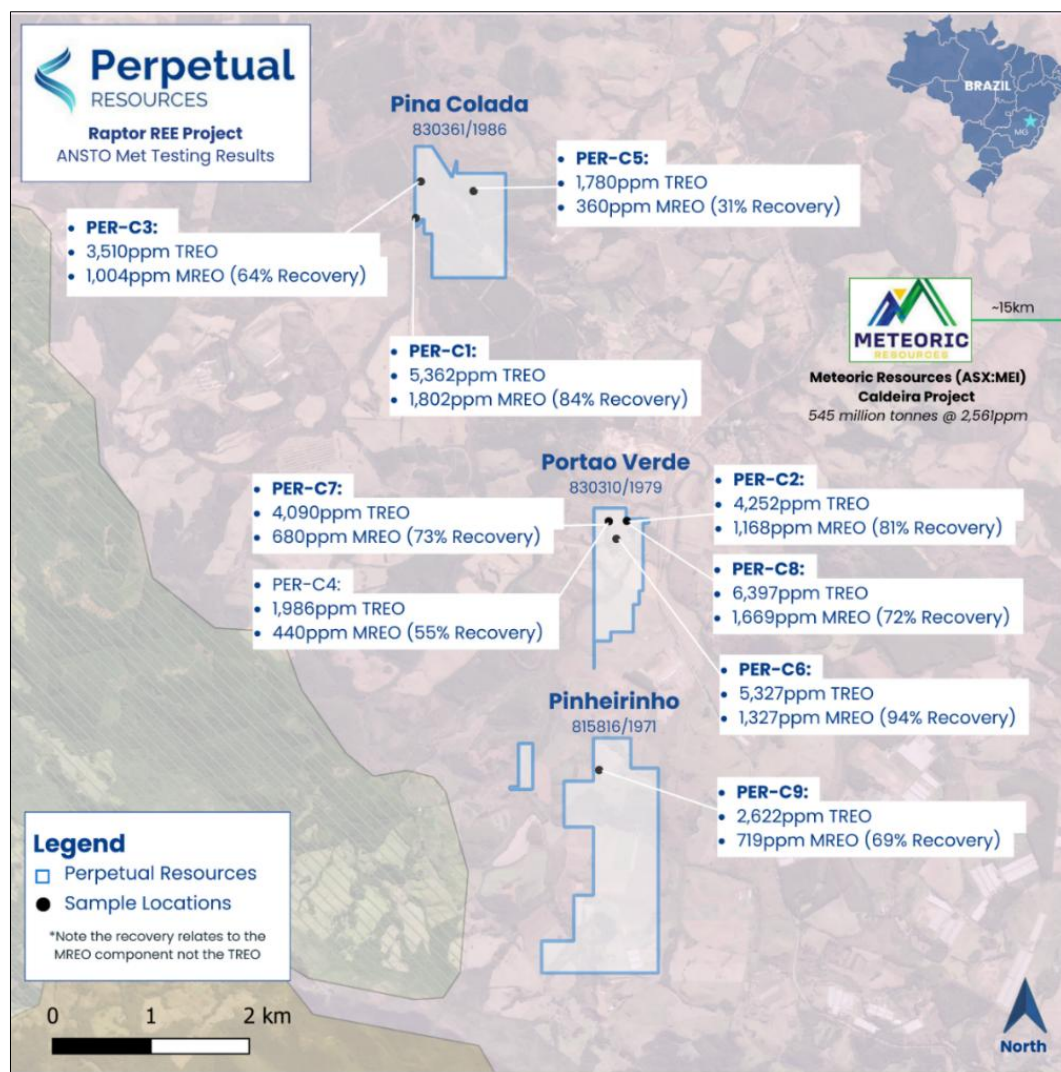 Perpetual
RESOURCES
Raptor REE Project
ANSTO Met Testing Results
BRAZIL
MG
Pina Colada
830361/1986
• PER-C5:
• 1,780ppm TREO
• 360ppm MREO (31% Recovery)
• PER-C3:
• 3,510ppm TREO
• 1,004ppm MREO (64% Recovery)
• PER-C1:
• 5,362ppm TREO
• 1,802ppm MREO (84% Recovery)
METEORIC
RESOURCES
~15km
Meteoric Resources (ASX:MEI)
Caldeira Project
545 million tonnes @ 2,561ppm
Portao Verde
830310/1979
• PER-C7:
• 4,090ppm TREO
• 680ppm MREO (73% Recovery)
• PER-C2:
• 4,252ppm TREO
• 1,168ppm MREO (81% Recovery)
• PER-C4:
• 1,986ppm TREO
• 440ppm MREO (55% Recovery)
• PER-C8:
• 6,397ppm TREO
• 1,669ppm MREO (72% Recovery)
• PER-C6:
• 5,327ppm TREO
• 1,327ppm MREO (94% Recovery)
Pinheirinho
815816/1971
• PER-C9:
• 2,622ppm TREO
• 719ppm MREO (69% Recovery)
Legend
Perpetual Resources
Sample Locations
*Note the recovery relates to the
MREO component not the TREO
0 1 2 km
North